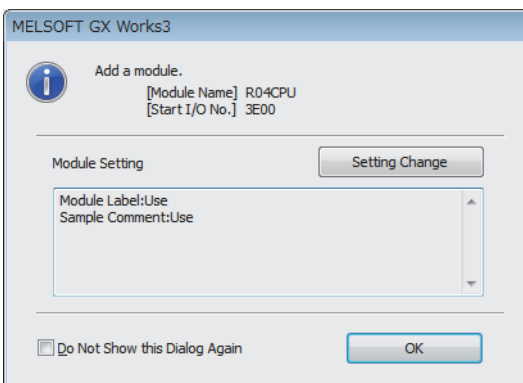 MELSOFT GX Works3
Add a module.
[Module Name] R04CPU
[Start I/O No.] 3E00
Module Setting
Setting Change
Module Label:Use
Sample Comment:Use
Do Not Show this Dialog Again
OK